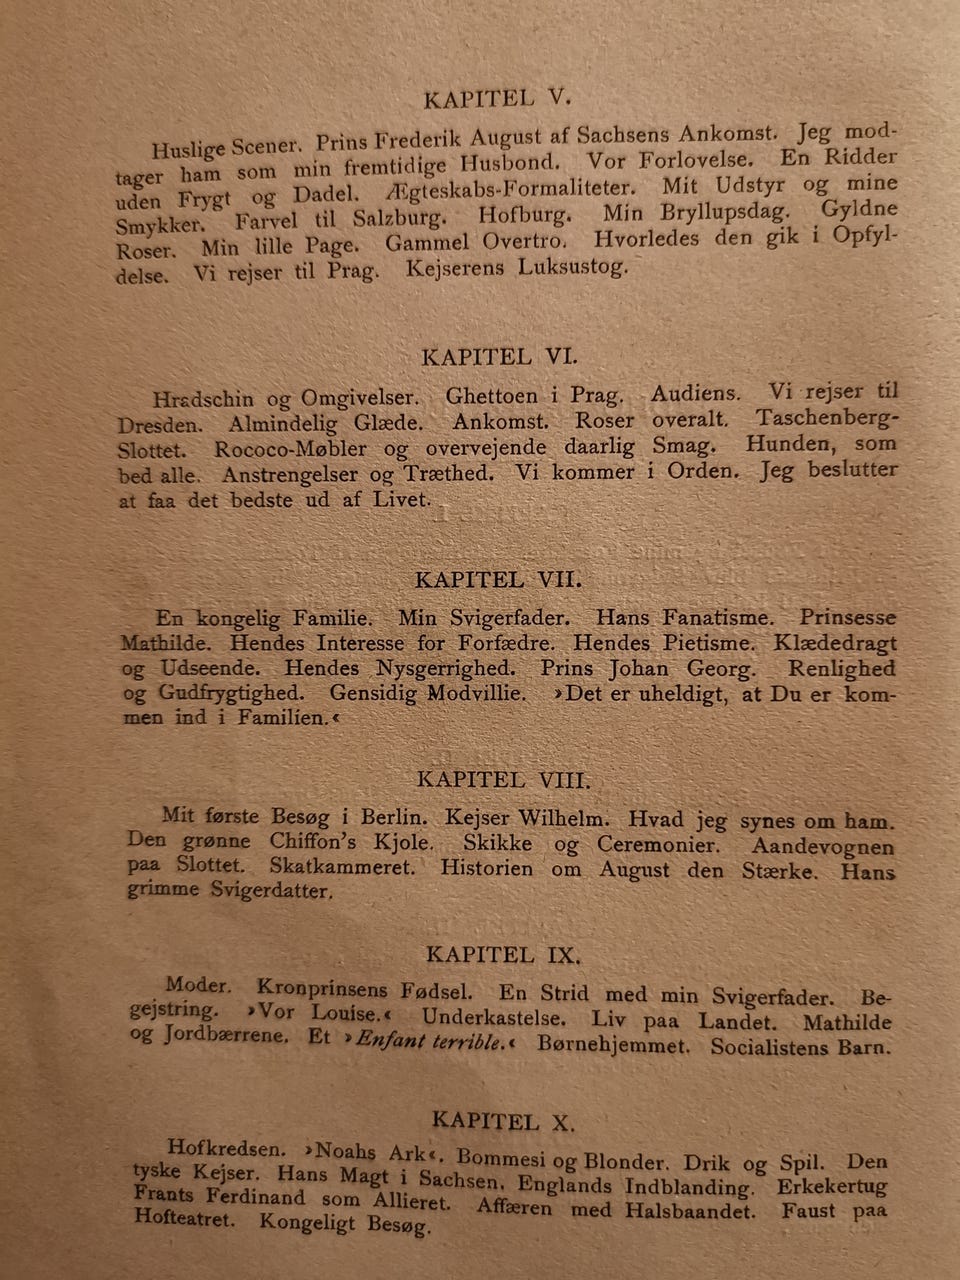 KAPITEL V.
Huslige Scener. Prins Frederik August af Sachsens Ankomst. Jeg mod-
tager ham som min fremtidige Husbond. Vor Forlovelse. En Ridder
uden Frygt og Dadel. Ægteskabs-Formaliteter. Mit Udstyr og mine
Smykker. Farvel til Salzburg. Hofburg. Min Bryllupsdag. Gyldne
Roser. Min lille Page. Gammel Overtro. Hvorledes den gik i Opfyl-
delse. Vi rejser til Prag. Kejserens Luksustog.
KAPITEL VI.
Hradschin og Omgivelser. Ghettoen i Prag. Audiens. Vi rejser til
Dresden. Almindelig Glæde. Ankomst. Roser overalt. Taschenberg-
Slottet. Rococo-Møbler og overvejende daarlig Smag. Hunden, som
bed alle. Anstrengelser og Træthed. Vi kommer i Orden. Jeg beslutter
at faa det bedste ud af Livet.
KAPITEL VII.
En kongelig Familie. Min Svigerfader. Hans Fanatisme. Prinsesse
Mathilde. Hendes Interesse for Forfædre. Hendes Pietisme. Klædedragt
og Udseende. Hendes Nysgerrighed. Prins Johan Georg. Renlighed
og Gudfrygtighed. Gensidig Modvillie. »Det er uheldigt, at Du er kom-
men ind i Familien.«
KAPITEL VIII.
Mit første Besøg i Berlin. Kejser Wilhelm. Hvad jeg synes om ham.
Den grønne Chiffon's Kjole. Skikke og Ceremonier. Aandevognen
paa Slottet. Skatkammeret. Historien om August den Stærke. Hans
grimme Svigerdatter.
KAPITEL IX.
Moder. Kronprinsens Fødsel. En Strid med min Svigerfader. Be-
gejstring. »Vor Louise.« Underkastelse. Liv paa Landet. Mathilde
og Jordbærrene. Et »Enfant terrible.« Børnehjemmet. Socialistens Barn.
KAPITEL X.
Hofkredsen. »Noahs Ark«. Bommesi og Blonder. Drik og Spil. Den
tyske Kejser. Hans Magt i Sachsen. Englands Indblanding. Erkekertug
Frants Ferdinand som Allieret. Affæren med Halsbaandet. Faust paa
Hofteatret. Kongeligt Besøg.